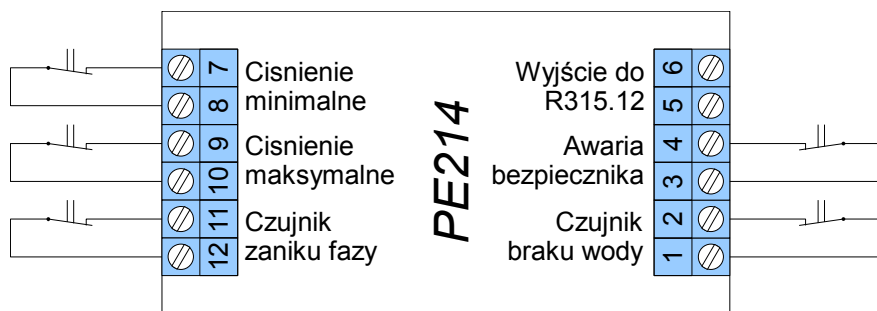 7
Cisnienie
8
minimalne
9
Cisnienie
10
maksymalne
11
Czujnik
12
zaniku fazy
PE214
Wyjście do
6
R315.12
5
Awaria
4
bezpiecznika
3
Czujnik
2
braku wody
1